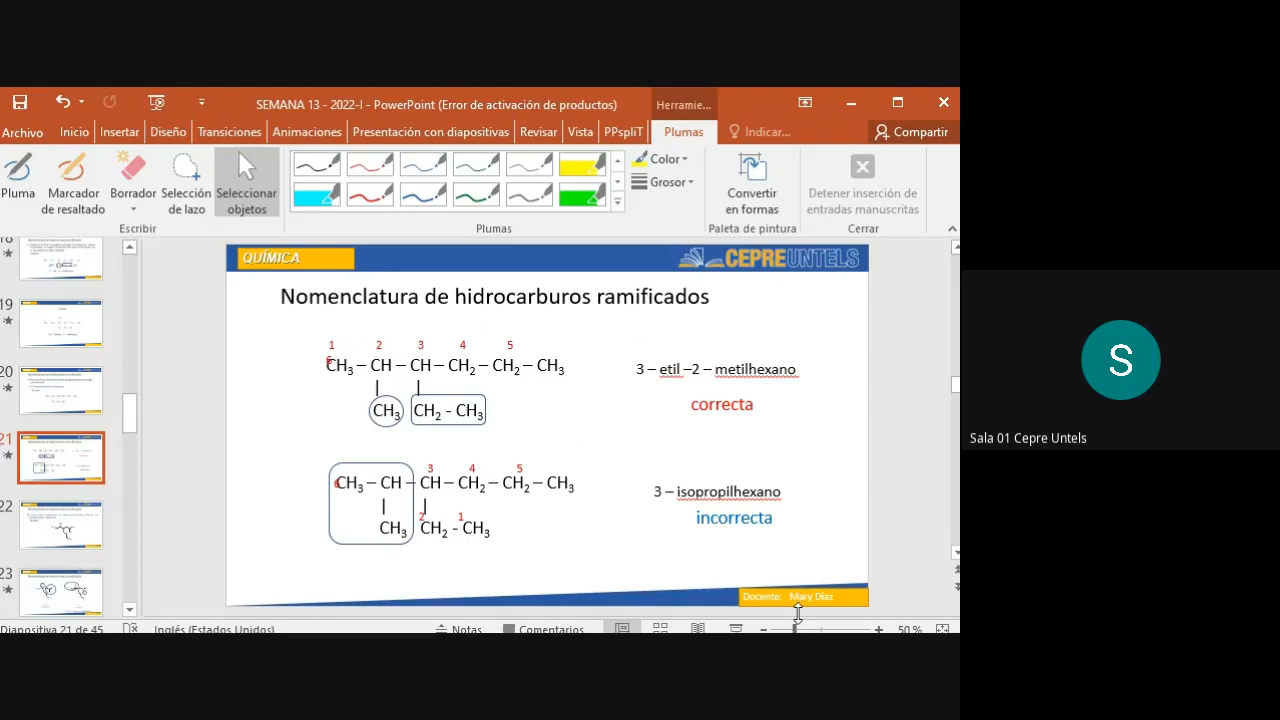 SEMANA 13 - 2022-I - PowerPoint (Error de activación de productos)
Herramie...
Archivo Inicio Insertar Diseño Transiciones Animaciones Presentación con diapositivas Revisar Vista PPspliT Plumas Indicar... Compartir
Pluma
Marcador de resaltado
Borrador
Selección de lazo
Seleccionar objetos
Color
Grosor
Convertir en formas
Detener inserción de entradas manuscritas
Escribir
Plumas
Paleta de pintura
Cerrar
19
20
21
22
23
QUÍMICA
CEPREUNTELS
Nomenclatura de hidrocarburos ramificados
1 2 3 4 5
6
CH3 – CH – CH – CH2 – CH2 – CH3
| |
CH3 CH2 - CH3
3 – etil –2 – metilhexano
correcta
3 4 5
6
CH3 – CH – CH – CH2 – CH2 – CH3
| |
2 1
CH3 CH2 - CH3
3 – isopropilhexano
incorrecta
Docente: Mary Díaz
Sala 01 Cepre Untels
S
Diapositiva 21 de 45
Inglés (Estados Unidos)
Notas
Comentarios
50 %